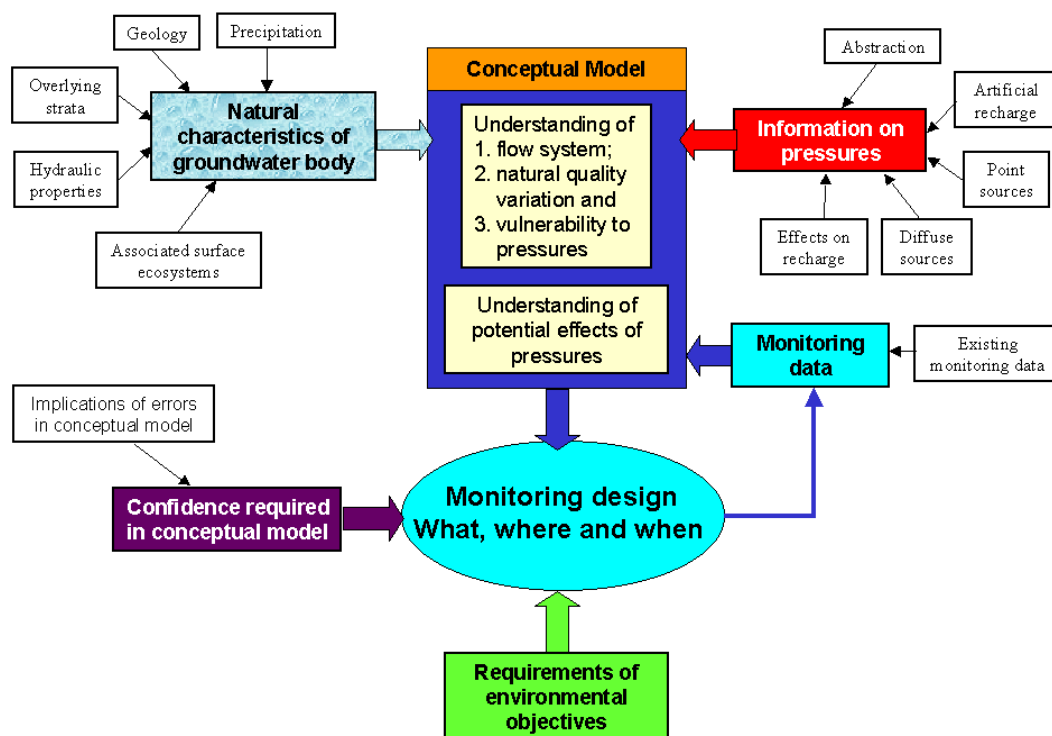 Geology
Precipitation
Overlying
strata
Hydraulic
properties
Associated surface
ecosystems
Natural
characteristics of
groundwater body
Conceptual Model
Understanding of
1. flow system;
2. natural quality
variation and
3. vulnerability to
pressures
Understanding of
potential effects of
pressures
Abstraction
Artificial
recharge
Information on
pressures
Point
sources
Effects on
recharge
Diffuse
sources
Monitoring
data
Existing
monitoring data
Implications of errors
in conceptual model
Confidence required
in conceptual model
Monitoring design
What, where and when
Requirements of
environmental
objectives